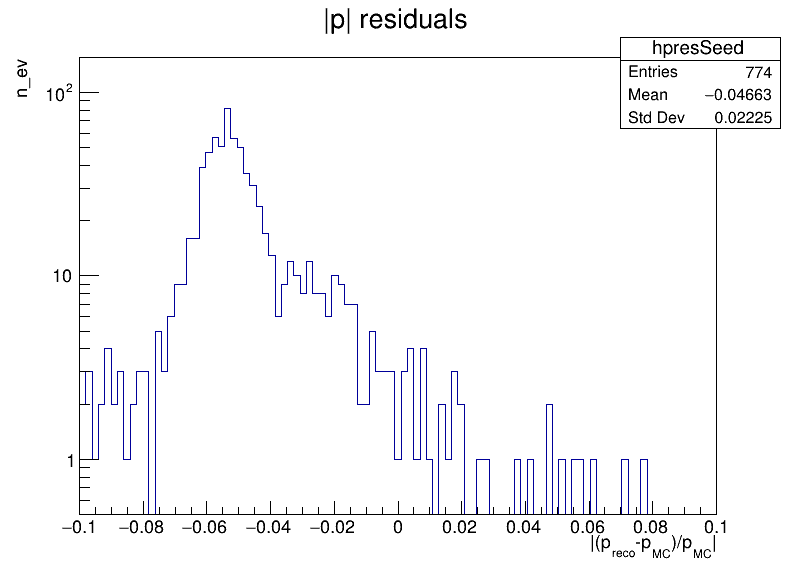 |p| residuals
hpresSeed
Entries 774
Mean −0.04663
Std Dev 0.02225
n_ev
10²
10
1
−0.1 −0.08 −0.06 −0.04 −0.02 0 0.02 0.04 0.06 0.08 0.1
|(p_reco-p_MC)/p_MC|